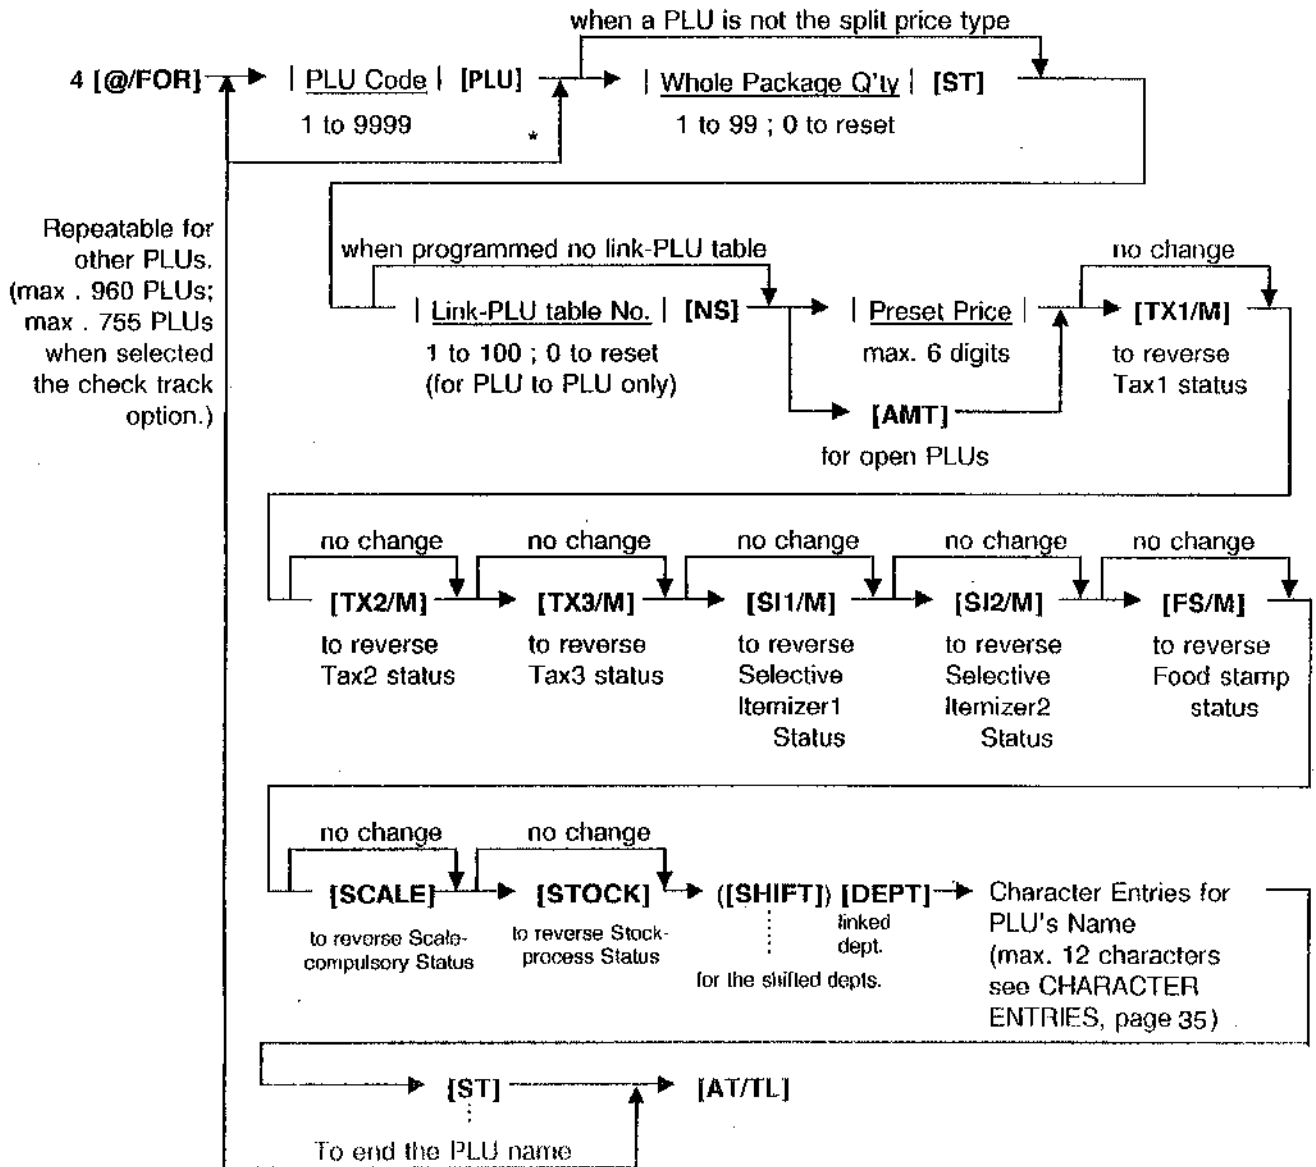 when a PLU is not the split price type
4 [@/FOR] | PLU Code | [PLU] | Whole Package Q'ty | [ST]
1 to 9999 * 1 to 99 ; 0 to reset
Repeatable for
other PLUs.
(max . 960 PLUs;
max . 755 PLUs
when selected
the check track
option.)
when programmed no link-PLU table no change
| Link-PLU table No. | [NS] | Preset Price | [TX1/M]
1 to 100 ; 0 to reset max. 6 digits to reverse
(for PLU to PLU only) Tax1 status
[AMT]
for open PLUs
no change no change no change no change no change
[TX2/M] [TX3/M] [SI1/M] [SI2/M] [FS/M]
to reverse to reverse to reverse to reverse to reverse
Tax2 status Tax3 status Selective Selective Food stamp
Itemizer1 Itemizer2 status
Status Status
no change no change
[SCALE] [STOCK] ([SHIFT]) [DEPT] Character Entries for
to reverse Scale- to reverse Stock- linked PLU's Name
compulsory Status process Status dept. (max. 12 characters
for the shifted depts. see CHARACTER
ENTRIES, page 35)
[ST] [AT/TL]
To end the PLU name